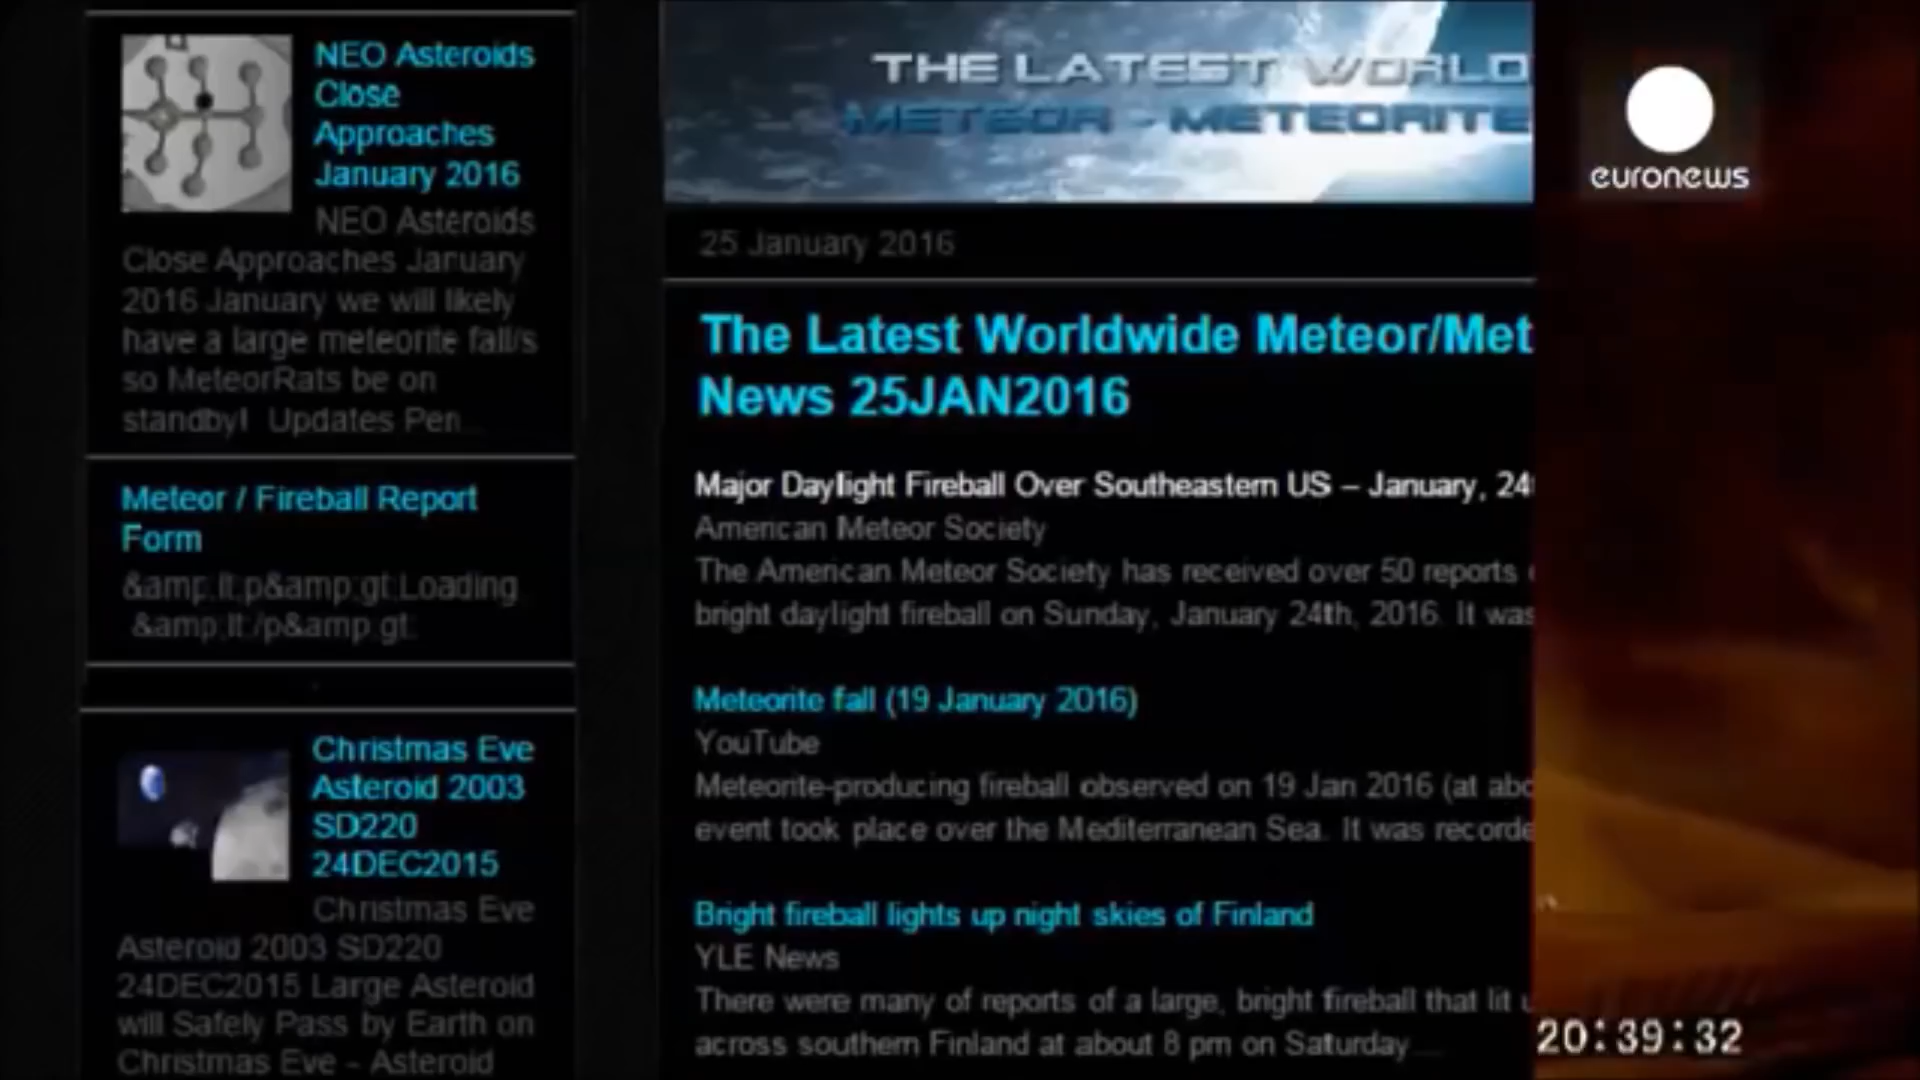 NEO Asteroids
Close
Approaches
January 2016
NEO Asteroids
Close Approaches January
2016 January we will likely
have a large meteorite fall/s
so MeteorRats be on
standby! Updates Pen...
Meteor / Fireball Report
Form
&amp;lt;p&amp;gt;Loading
&amp;lt;/p&amp;gt;
Christmas Eve
Asteroid 2003
SD220
24DEC2015
Christmas Eve
Asteroid 2003 SD220
24DEC2015 Large Asteroid
will Safely Pass by Earth on
Christmas Eve - Asteroid
THE LATEST WORLD
METEOR - METEORITE
25 January 2016
The Latest Worldwide Meteor/Met
News 25JAN2016
Major Daylight Fireball Over Southeastern US – January, 24
American Meteor Society
The American Meteor Society has received over 50 reports
bright daylight fireball on Sunday, January 24th, 2016. It was
Meteorite fall (19 January 2016)
YouTube
Meteorite-producing fireball observed on 19 Jan 2016 (at abo
event took place over the Mediterranean Sea. It was recorde
Bright fireball lights up night skies of Finland
YLE News
There were many of reports of a large, bright fireball that lit
across southern Finland at about 8 pm on Saturday...
euronews
20:39:32